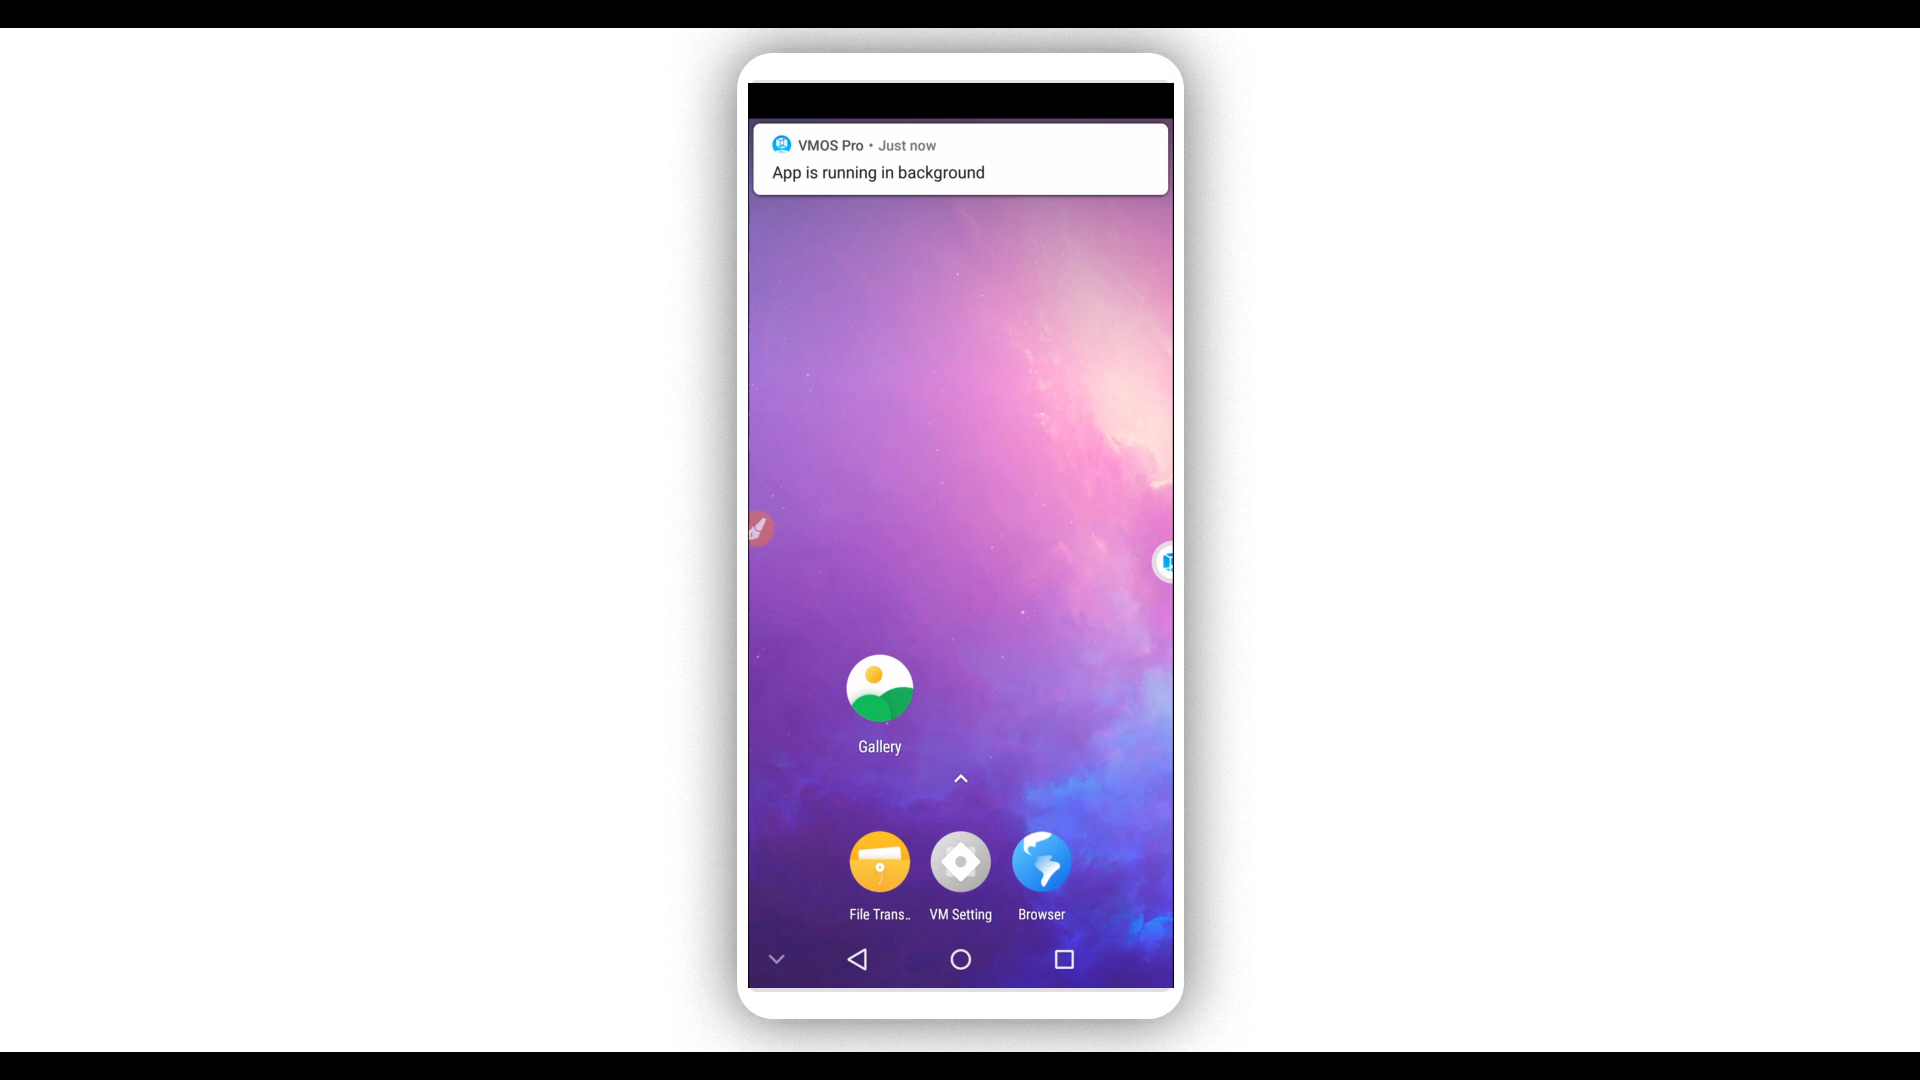 VMOS Pro • Just now
App is running in background
Gallery
File Trans..
VM Setting
Browser